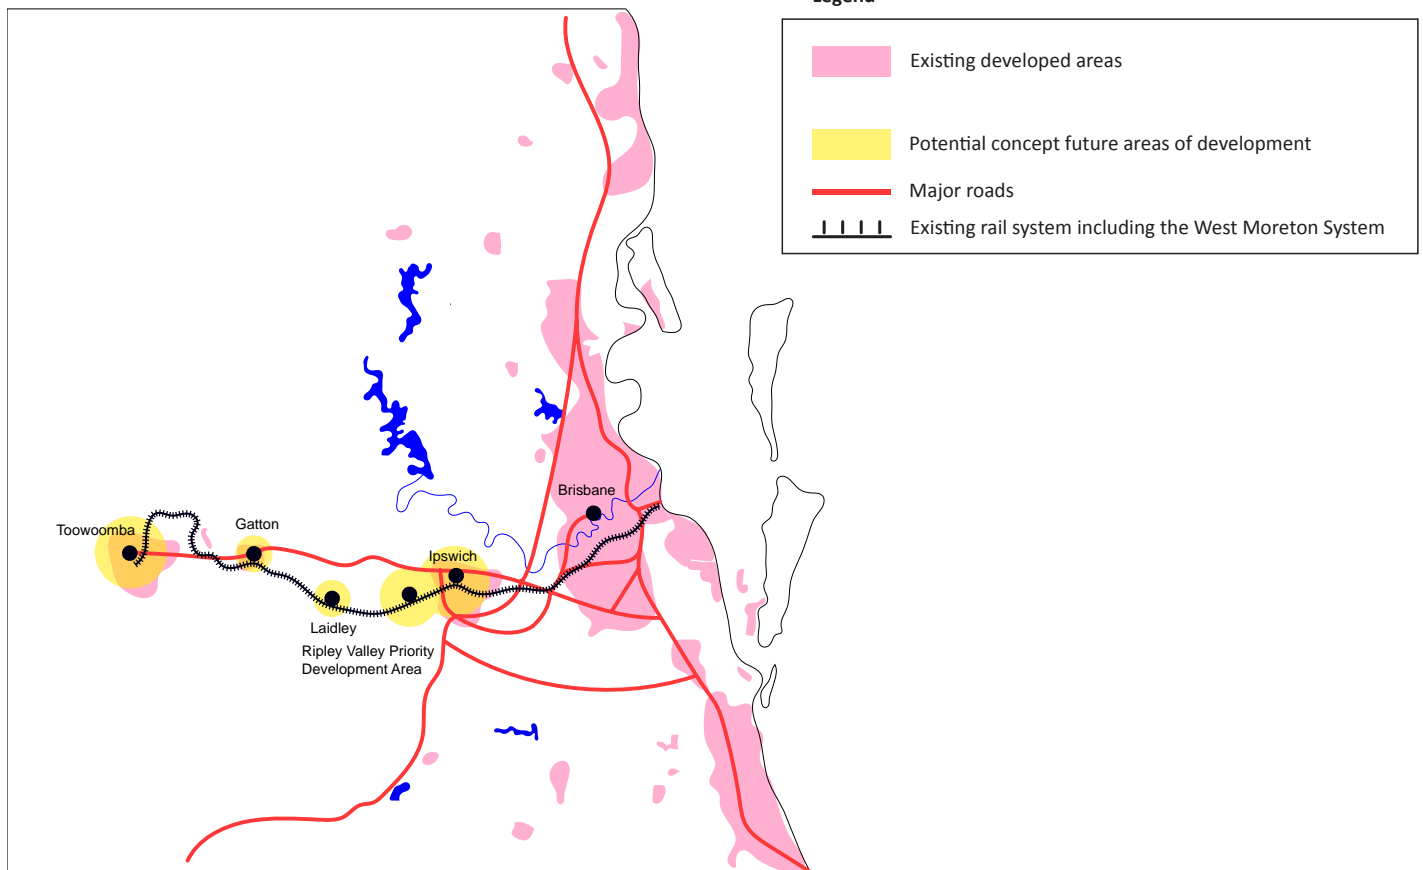 Legend
Existing developed areas
Potential concept future areas of development
Major roads
Existing rail system including the West Moreton System
Brisbane
Toowoomba
Gatton
Ipswich
Laidley
Ripley Valley Priority
Development Area